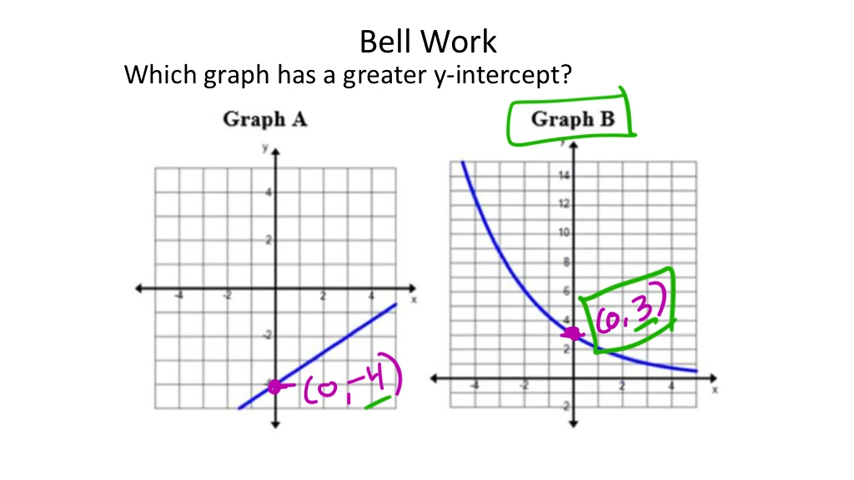 Bell Work
Which graph has a greater y-intercept?
Graph A
y
4
2
-4
-2
2
4
x
-2
(0, -4)
Graph B
y
14
12
10
8
6
4
2
(0, 3)
-4
-2
2
4
x
-2